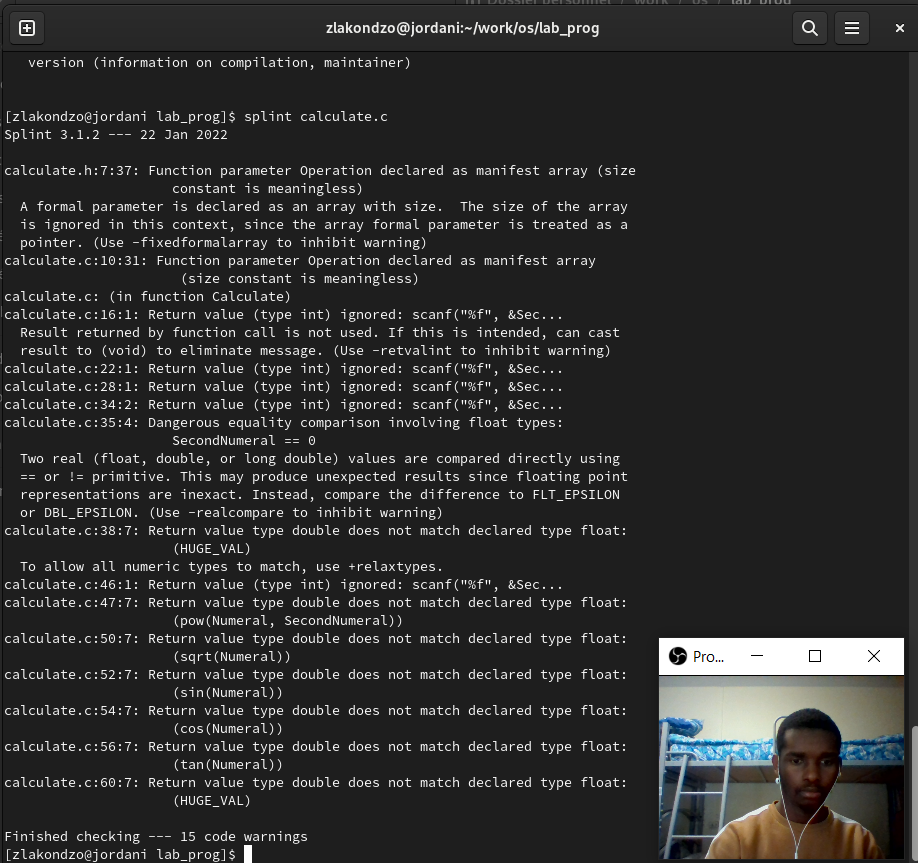 Dossier personnel / work / os / lab_prog
zlakondzo@jordani:~/work/os/lab_prog
version (information on compilation, maintainer)
[zlakondzo@jordani lab_prog]$ splint calculate.c
Splint 3.1.2 --- 22 Jan 2022
calculate.h:7:37: Function parameter Operation declared as manifest array (size
constant is meaningless)
A formal parameter is declared as an array with size.  The size of the array
is ignored in this context, since the array formal parameter is treated as a
pointer. (Use -fixedformalarray to inhibit warning)
calculate.c:10:31: Function parameter Operation declared as manifest array
(size constant is meaningless)
calculate.c: (in function Calculate)
calculate.c:16:1: Return value (type int) ignored: scanf("%f", &Sec...
Result returned by function call is not used. If this is intended, can cast
result to (void) to eliminate message. (Use -retvalint to inhibit warning)
calculate.c:22:1: Return value (type int) ignored: scanf("%f", &Sec...
calculate.c:28:1: Return value (type int) ignored: scanf("%f", &Sec...
calculate.c:34:2: Return value (type int) ignored: scanf("%f", &Sec...
calculate.c:35:4: Dangerous equality comparison involving float types:
SecondNumeral == 0
Two real (float, double, or long double) values are compared directly using
== or != primitive. This may produce unexpected results since floating point
representations are inexact. Instead, compare the difference to FLT_EPSILON
or DBL_EPSILON. (Use -realcompare to inhibit warning)
calculate.c:38:7: Return value type double does not match declared type float:
(HUGE_VAL)
To allow all numeric types to match, use +relaxtypes.
calculate.c:46:1: Return value (type int) ignored: scanf("%f", &Sec...
calculate.c:47:7: Return value type double does not match declared type float:
(pow(Numeral, SecondNumeral))
calculate.c:50:7: Return value type double does not match declared type float:
(sqrt(Numeral))
calculate.c:52:7: Return value type double does not match declared type float:
(sin(Numeral))
calculate.c:54:7: Return value type double does not match declared type float:
(cos(Numeral))
calculate.c:56:7: Return value type double does not match declared type float:
(tan(Numeral))
calculate.c:60:7: Return value type double does not match declared type float:
(HUGE_VAL)
Finished checking --- 15 code warnings
[zlakondzo@jordani lab_prog]$
Pro...